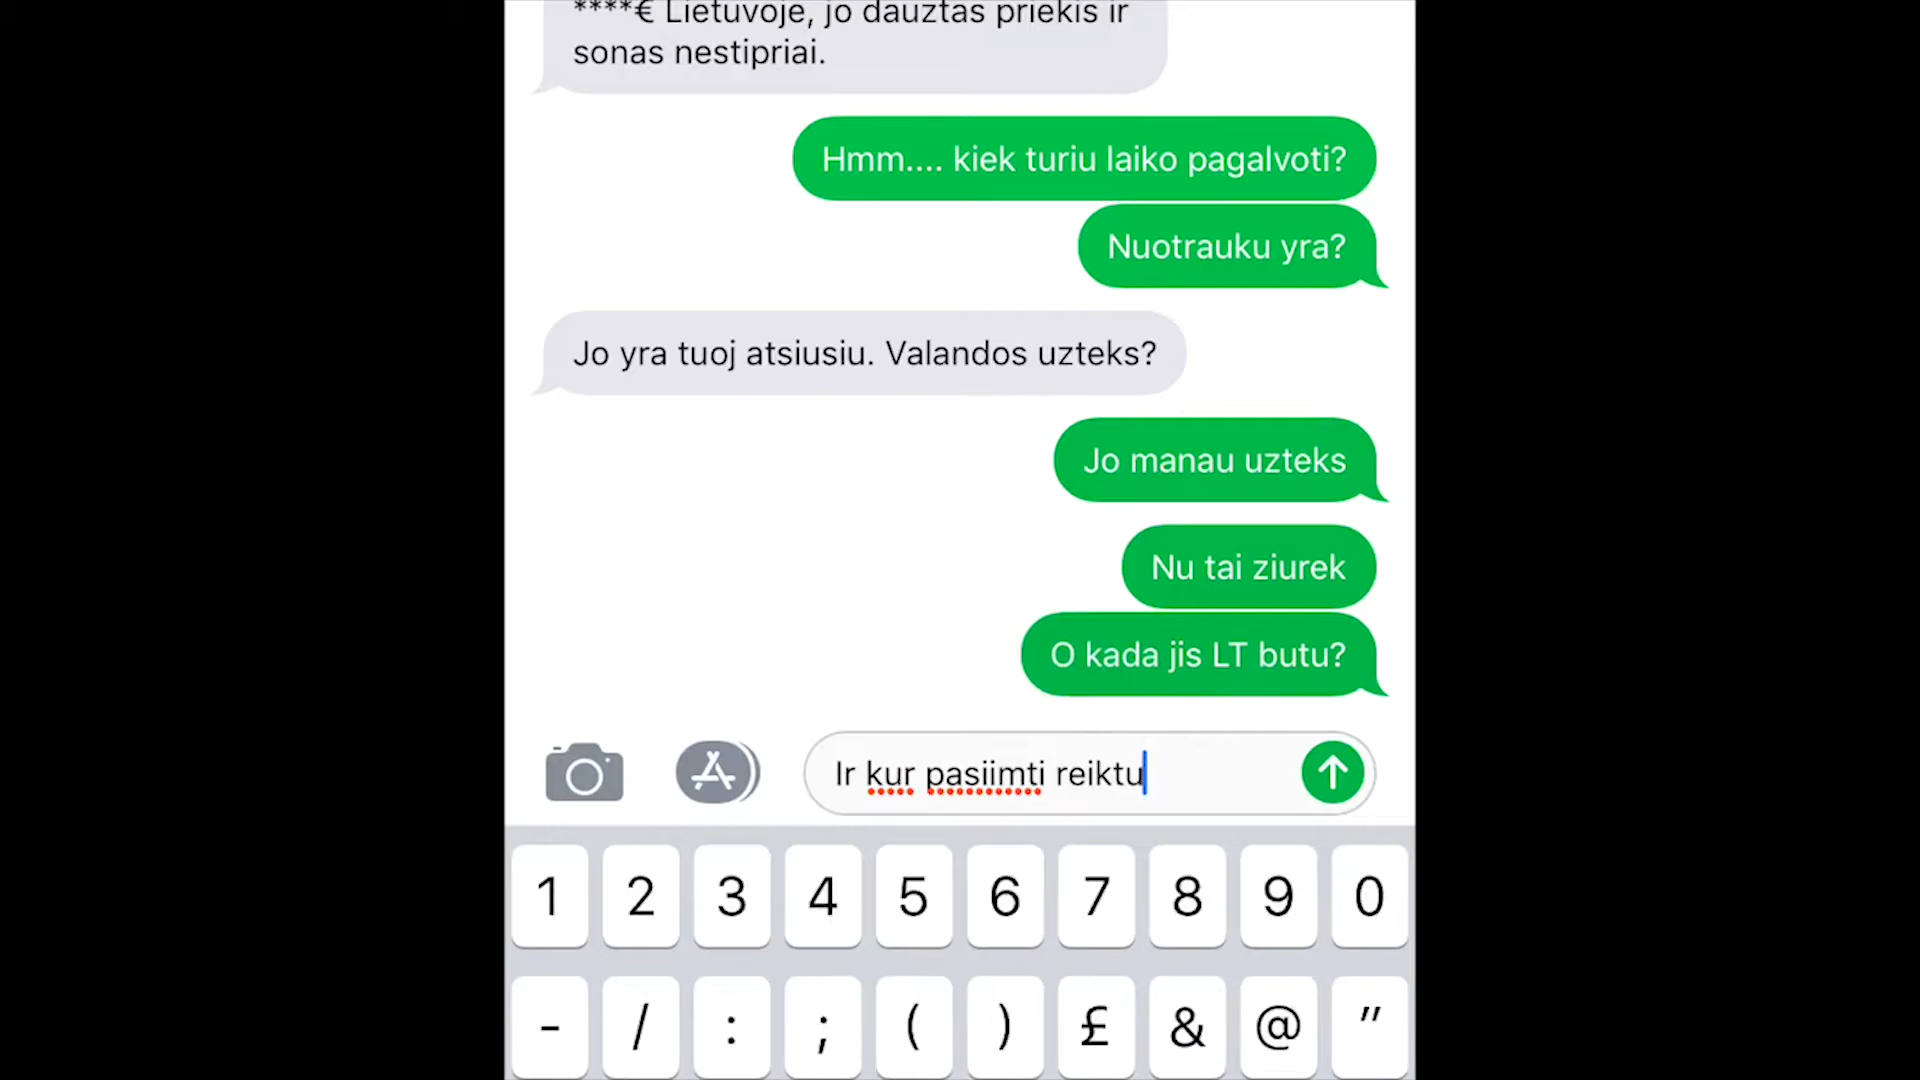 ****€ Lietuvoje, jo dauztas priekis ir
sonas nestipriai.
Hmm.... kiek turiu laiko pagalvoti?
Nuotrauku yra?
Jo yra tuoj atsiusiu. Valandos uzteks?
Jo manau uzteks
Nu tai ziurek
O kada jis LT butu?
Ir kur pasiimti reiktu
1 2 3 4 5 6 7 8 9 0
- / : ; ( ) £ & @ "